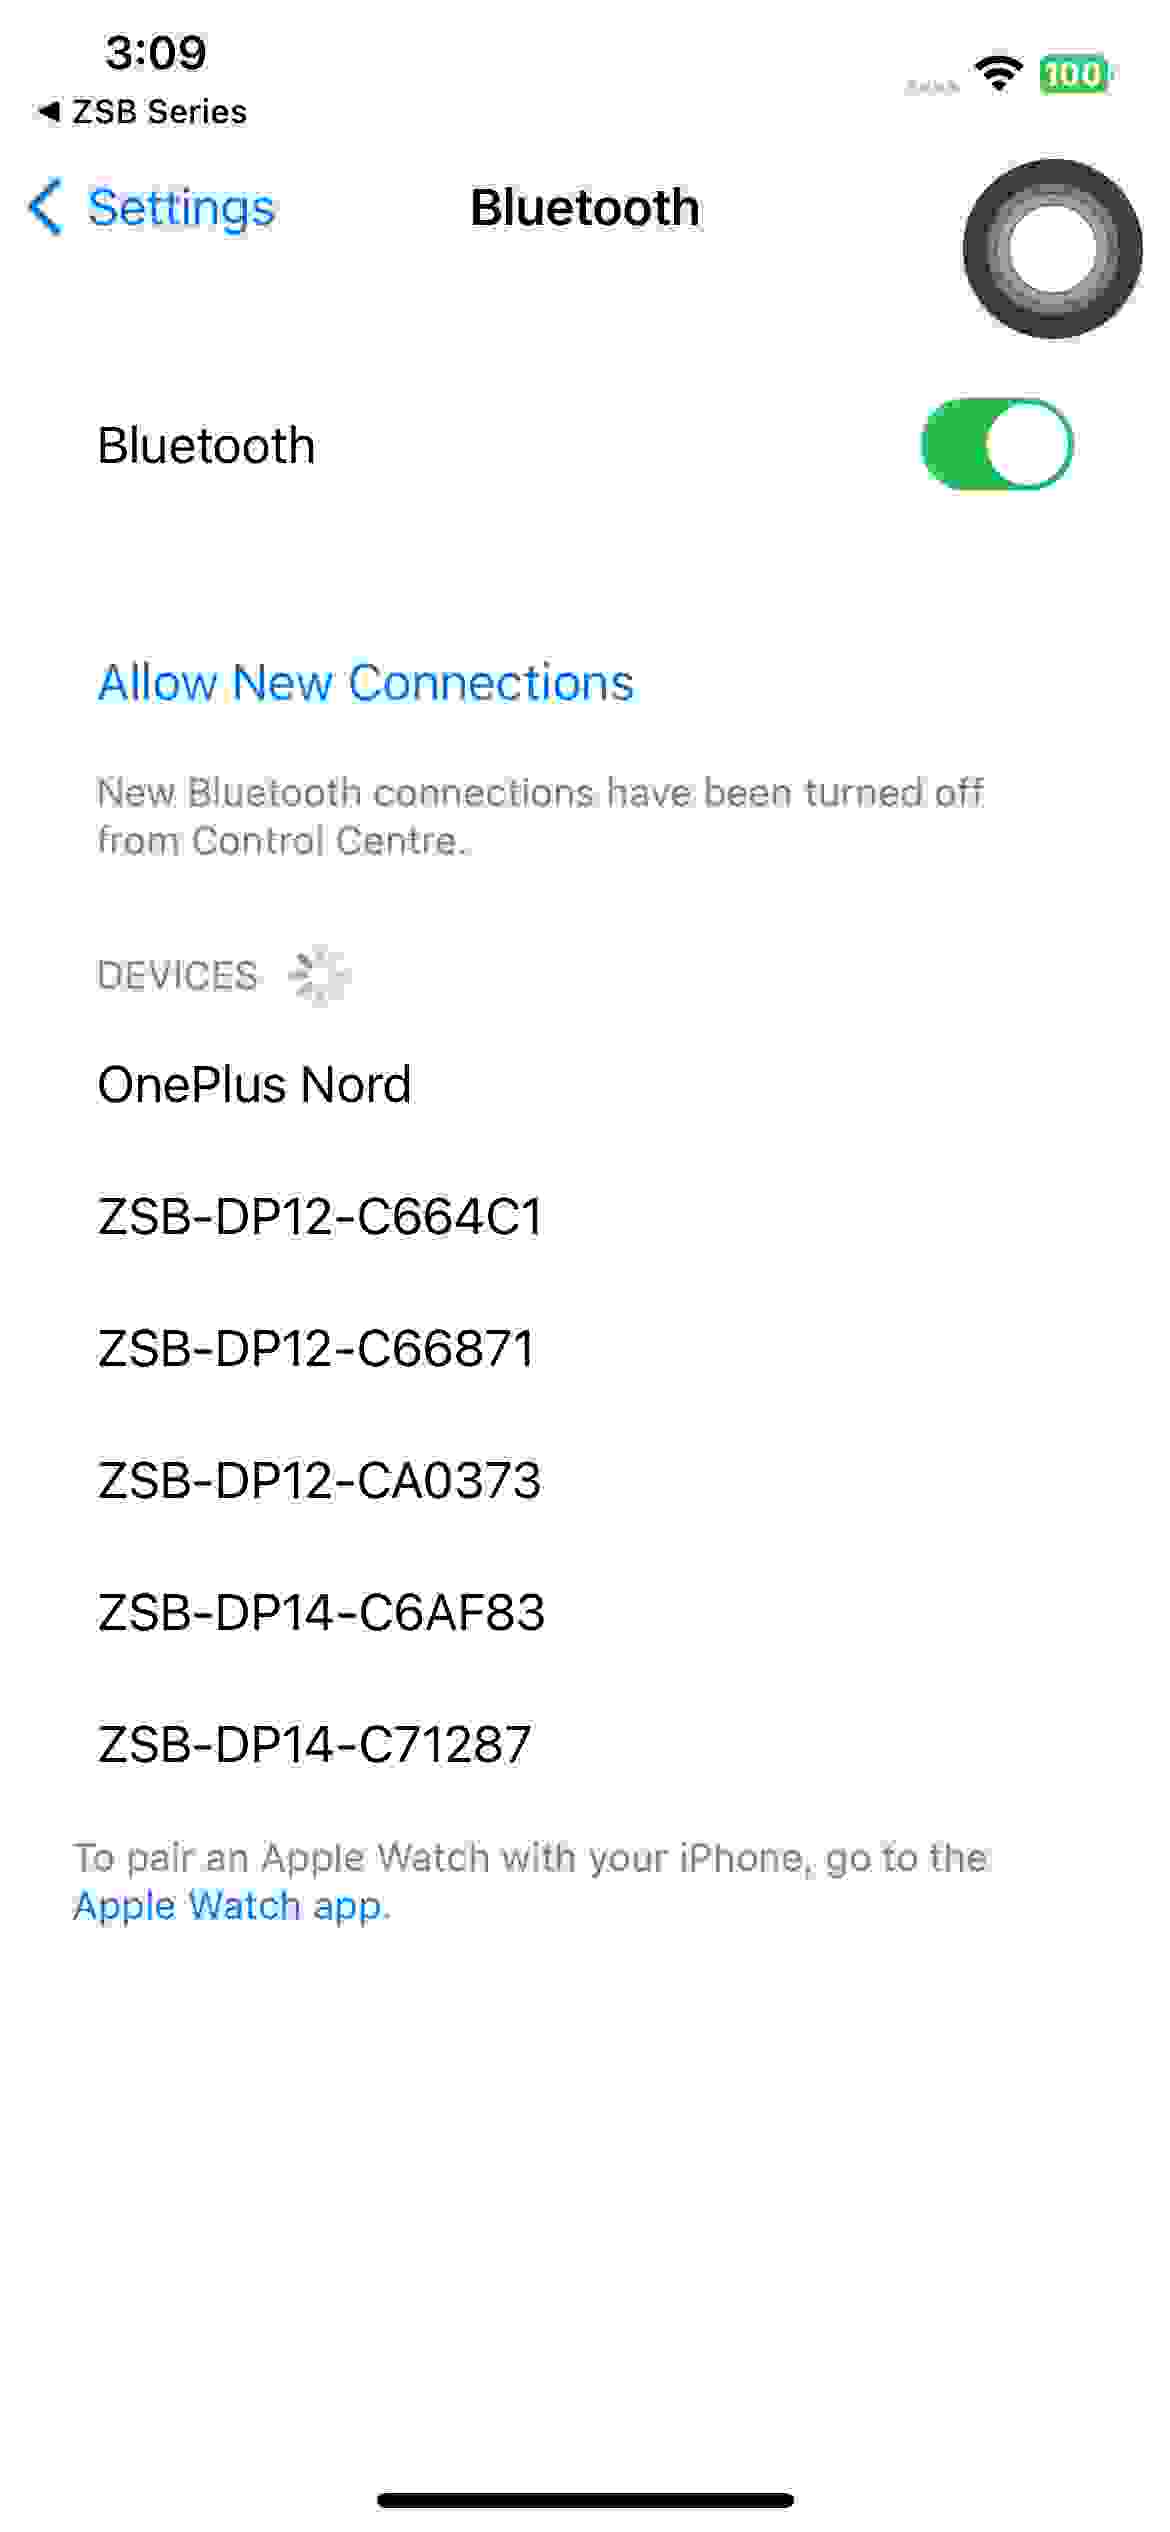 3:09
100
◀ ZSB Series
Settings
Bluetooth
Bluetooth
Allow New Connections
New Bluetooth connections have been turned off
from Control Centre.
DEVICES
OnePlus Nord
ZSB-DP12-C664C1
ZSB-DP12-C66871
ZSB-DP12-CA0373
ZSB-DP14-C6AF83
ZSB-DP14-C71287
To pair an Apple Watch with your iPhone, go to the
Apple Watch app.